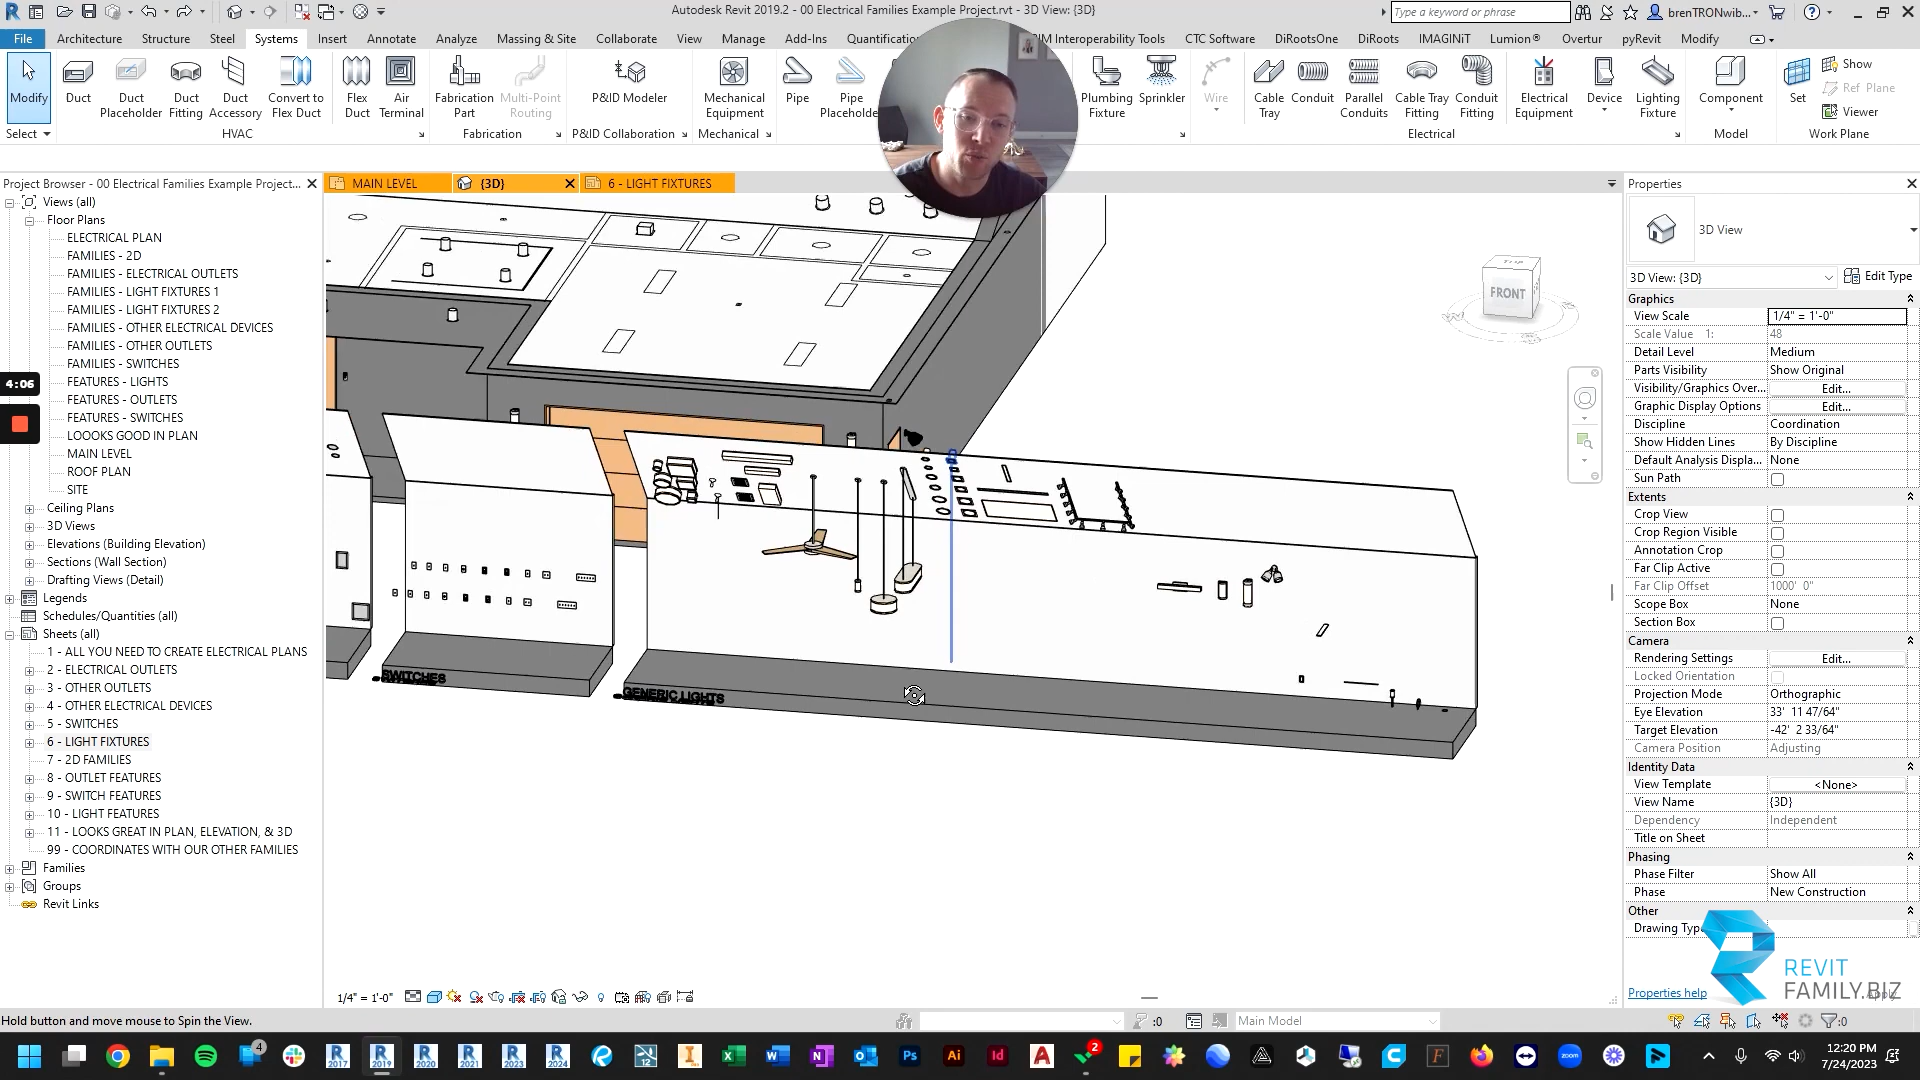 Autodesk Revit 2019.2 - 00 Electrical Families Example Project.rvt - 3D View: {3D}
Type a keyword or phrase
brenTRONwib...
File Architecture Structure Steel Systems Insert Annotate Analyze Massing & Site Collaborate View Manage Add-Ins Interoperability Tools CTC Software DiRootsOne DiRoots IMAGINiT Lumion® Overtur pyRevit Modify
Modify
Duct
Duct Placeholder
Duct Fitting
Duct Accessory
Convert to Flex Duct
Flex Duct
Air Terminal
Fabrication Part
Multi-Point Routing
P&ID Modeler
Mechanical Equipment
Pipe
Pipe
Plumbing Fixture
Sprinkler
Wire
Cable Tray
Conduit
Parallel Conduits
Cable Tray Fitting
Conduit Fitting
Electrical Equipment
Device
Lighting Fixture
Component
Set
Show
Ref Plane
Viewer
Select HVAC Fabrication P&ID Collaboration Mechanical Electrical Model Work Plane
Project Browser - 00 Electrical Families Example Project...
MAIN LEVEL
{3D}
6 - LIGHT FIXTURES
Views (all)
Floor Plans
ELECTRICAL PLAN
FAMILIES - 2D
FAMILIES - ELECTRICAL OUTLETS
FAMILIES - LIGHT FIXTURES 1
FAMILIES - LIGHT FIXTURES 2
FAMILIES - OTHER ELECTRICAL DEVICES
FAMILIES - OTHER OUTLETS
FAMILIES - SWITCHES
FEATURES - LIGHTS
FEATURES - OUTLETS
FEATURES - SWITCHES
LOOOKS GOOD IN PLAN
MAIN LEVEL
ROOF PLAN
SITE
Ceiling Plans
3D Views
Elevations (Building Elevation)
Sections (Wall Section)
Drafting Views (Detail)
Legends
Schedules/Quantities (all)
Sheets (all)
1 - ALL YOU NEED TO CREATE ELECTRICAL PLANS
2 - ELECTRICAL OUTLETS
3 - OTHER OUTLETS
4 - OTHER ELECTRICAL DEVICES
5 - SWITCHES
6 - LIGHT FIXTURES
7 - 2D FAMILIES
8 - OUTLET FEATURES
9 - SWITCH FEATURES
10 - LIGHT FEATURES
11 - LOOKS GREAT IN PLAN, ELEVATION, & 3D
99 - COORDINATES WITH OUR OTHER FAMILIES
Families
Groups
Revit Links
4:06
SWITCHES
GENERIC LIGHTS
FRONT
Properties
3D View
3D View: {3D}
Edit Type
Graphics
View Scale 1/4" = 1'-0"
Scale Value 1: 48
Detail Level Medium
Parts Visibility Show Original
Visibility/Graphics Over... Edit...
Graphic Display Options Edit...
Discipline Coordination
Show Hidden Lines By Discipline
Default Analysis Displa... None
Sun Path
Extents
Crop View
Crop Region Visible
Annotation Crop
Far Clip Active
Far Clip Offset 1000' 0"
Scope Box None
Section Box
Camera
Rendering Settings Edit...
Locked Orientation
Projection Mode Orthographic
Eye Elevation 33' 11 47/64"
Target Elevation -42' 2 33/64"
Camera Position Adjusting
Identity Data
View Template <None>
View Name {3D}
Dependency Independent
Title on Sheet
Phasing
Phase Filter Show All
Phase New Construction
Other
Properties help
REVIT
FAMILY.BIZ
1/4" = 1'-0"
Hold button and move mouse to Spin the View.
:0
Main Model
:0
4
2017
2019
2020
2021
2023
2024
12
2
zoom
12:20 PM
7/24/2023